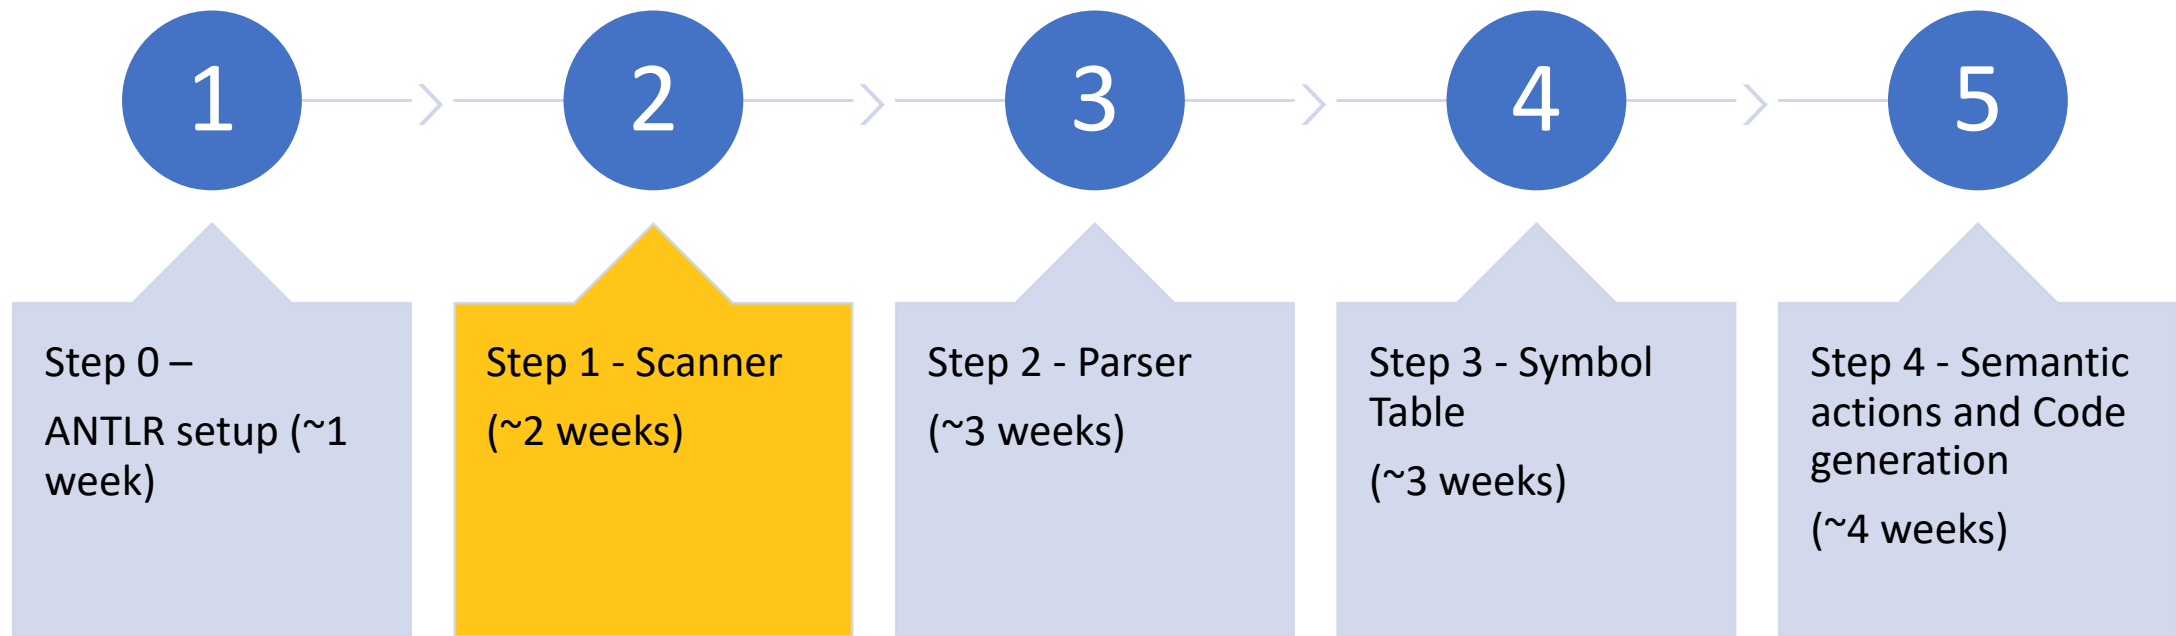 1
2
3
4
5
Step 0 –
ANTLR setup (~1
week)
Step 1 - Scanner
(~2 weeks)
Step 2 - Parser
(~3 weeks)
Step 3 - Symbol
Table
(~3 weeks)
Step 4 - Semantic
actions and Code
generation
(~4 weeks)